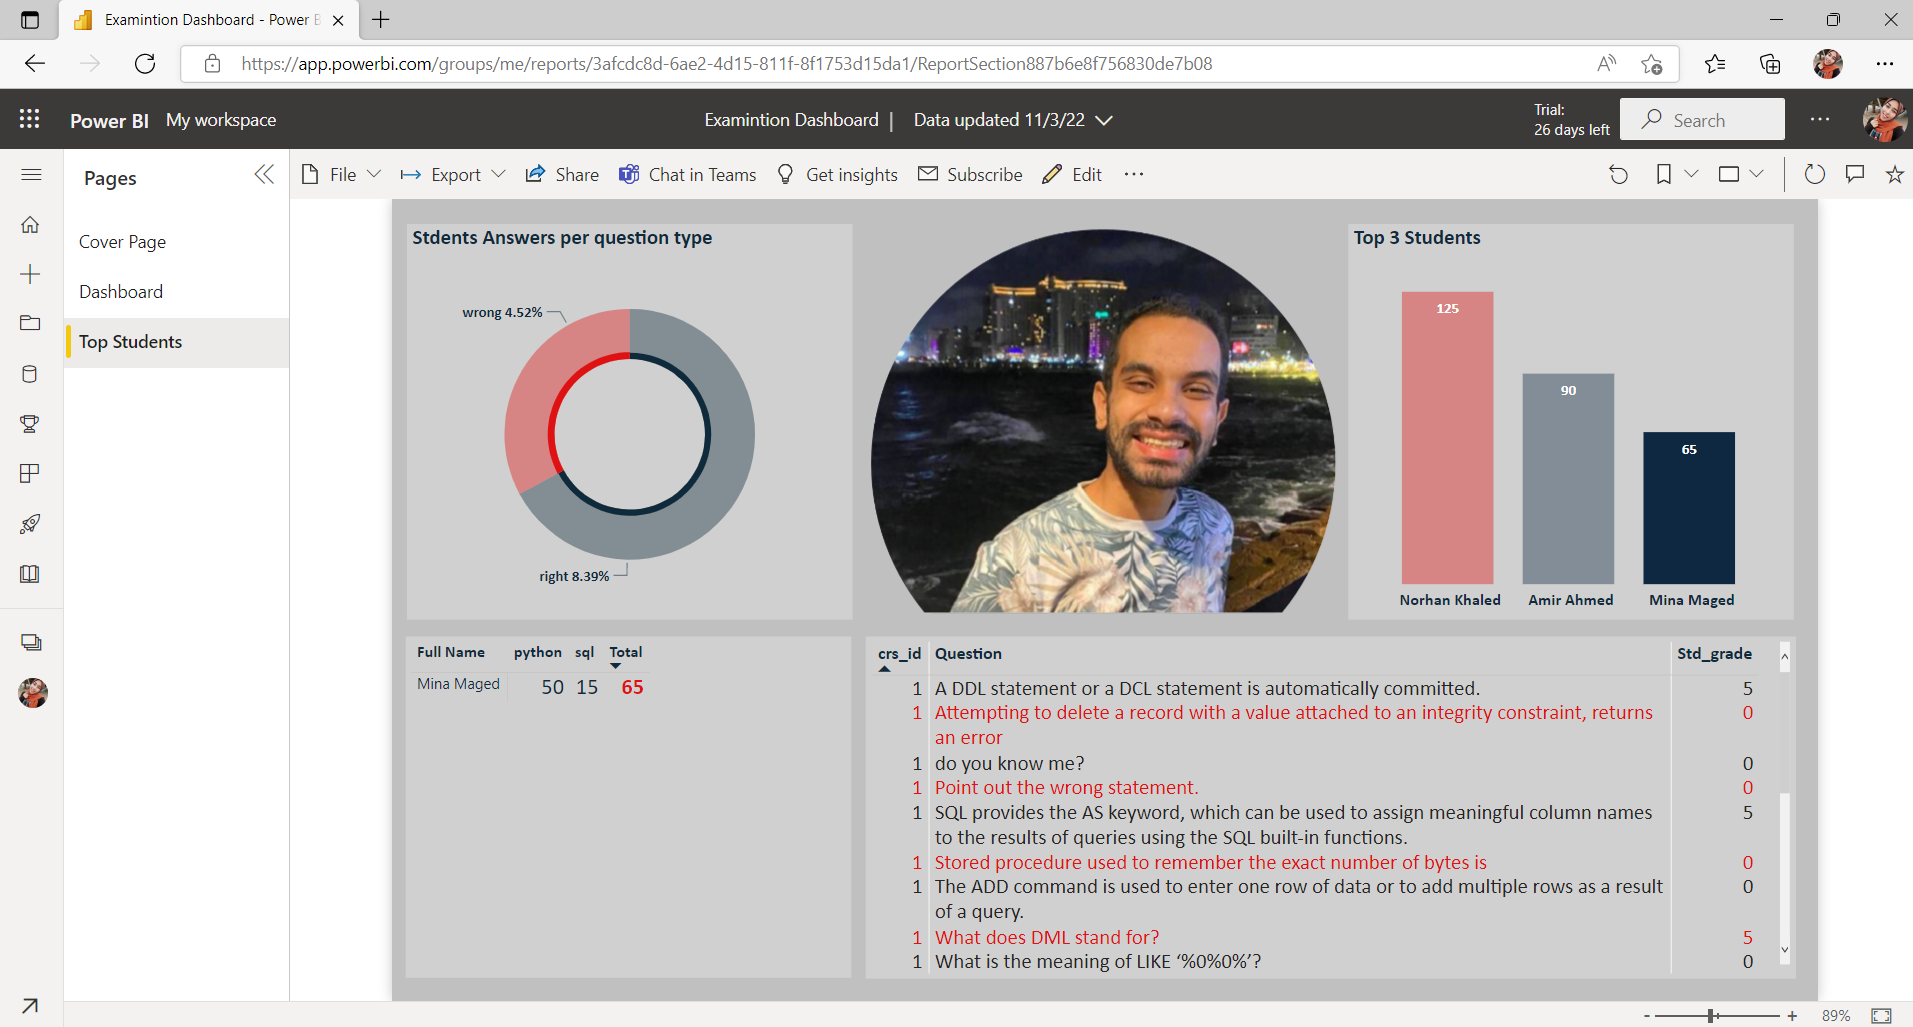 Examintion Dashboard - Power B
https://app.powerbi.com/groups/me/reports/3afcdc8d-6ae2-4d15-811f-8f1753d15da1/ReportSection887b6e8f756830de7b08
Power BI My workspace
Examintion Dashboard | Data updated 11/3/22
Trial:
26 days left
Search
Pages
File Export Share Chat in Teams Get insights Subscribe Edit
Cover Page
Dashboard
Top Students
Stdents Answers per question type
wrong 4.52%
right 8.39%
Top 3 Students
125
90
65
Norhan Khaled Amir Ahmed Mina Maged
Full Name python sql Total
Mina Maged 50 15 65
crs_id Question Std_grade
1 A DDL statement or a DCL statement is automatically committed. 5
1 Attempting to delete a record with a value attached to an integrity constraint, returns 0
an error
1 do you know me? 0
1 Point out the wrong statement. 0
1 SQL provides the AS keyword, which can be used to assign meaningful column names 5
to the results of queries using the SQL built-in functions.
1 Stored procedure used to remember the exact number of bytes is 0
1 The ADD command is used to enter one row of data or to add multiple rows as a result 0
of a query.
1 What does DML stand for? 5
1 What is the meaning of LIKE ‘%0%0%’? 0
- + 89%